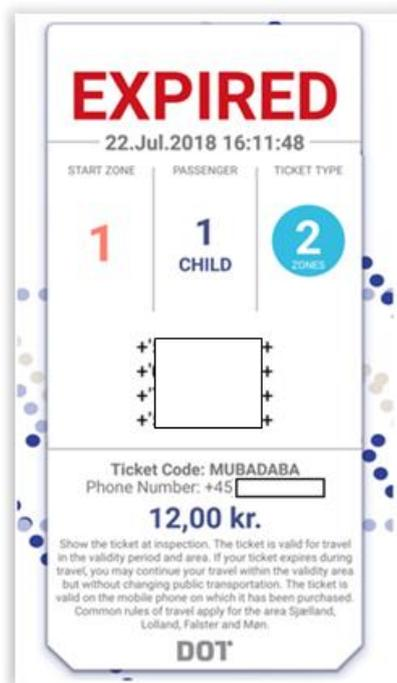 EXPIRED
22.Jul.2018 16:11:48
START ZONE PASSENGER TICKET TYPE
1 1 2
CHILD ZONES
+' +
+' +
+' +
+' +
Ticket Code: MUBADABA
Phone Number: +45
12,00 kr.
Show the ticket at inspection. The ticket is valid for travel
in the validity period and area. If your ticket expires during
travel, you may continue your travel within the validity area
but without changing public transportation. The ticket is
valid on the mobile phone on which it has been purchased.
Common rules of travel apply for the area Sjælland,
Lolland, Falster and Møn.
DOT